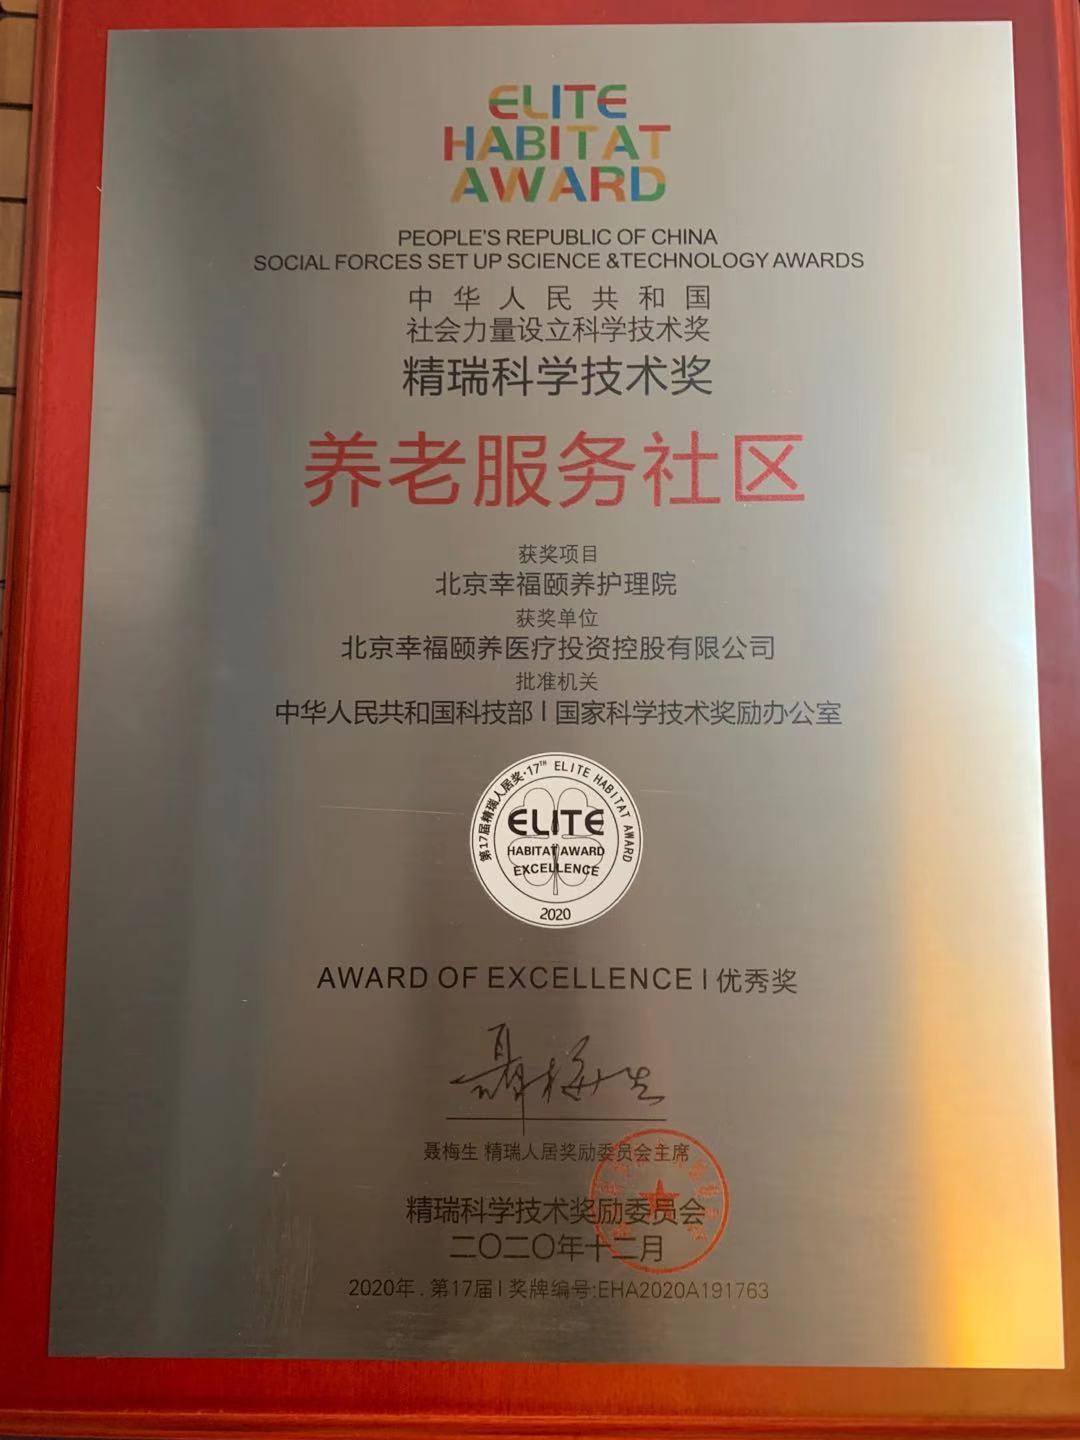 ELITE
HABITAT
AWARD
PEOPLE'S REPUBLIC OF CHINA
SOCIAL FORCES SET UP SCIENCE &TECHNOLOGY AWARDS
中华人民共和国
社会力量设立科学技术奖
精瑞科学技术奖
养老服务社区
获奖项目
北京幸福颐养护理院
获奖单位
北京幸福颐养医疗投资控股有限公司
批准机关
中华人民共和国科技部 | 国家科学技术奖励办公室
第17届精瑞人居奖·17TH ELITE HABITAT AWARD
ELITE
HABITAT AWARD
EXCELLENCE
2020
AWARD OF EXCELLENCE | 优秀奖
聂梅生
聂梅生 精瑞人居奖励委员会主席
精瑞科学技术奖励委员会
二〇二〇年十二月
2020年.第17届 | 奖牌编号:EHA2020A191763